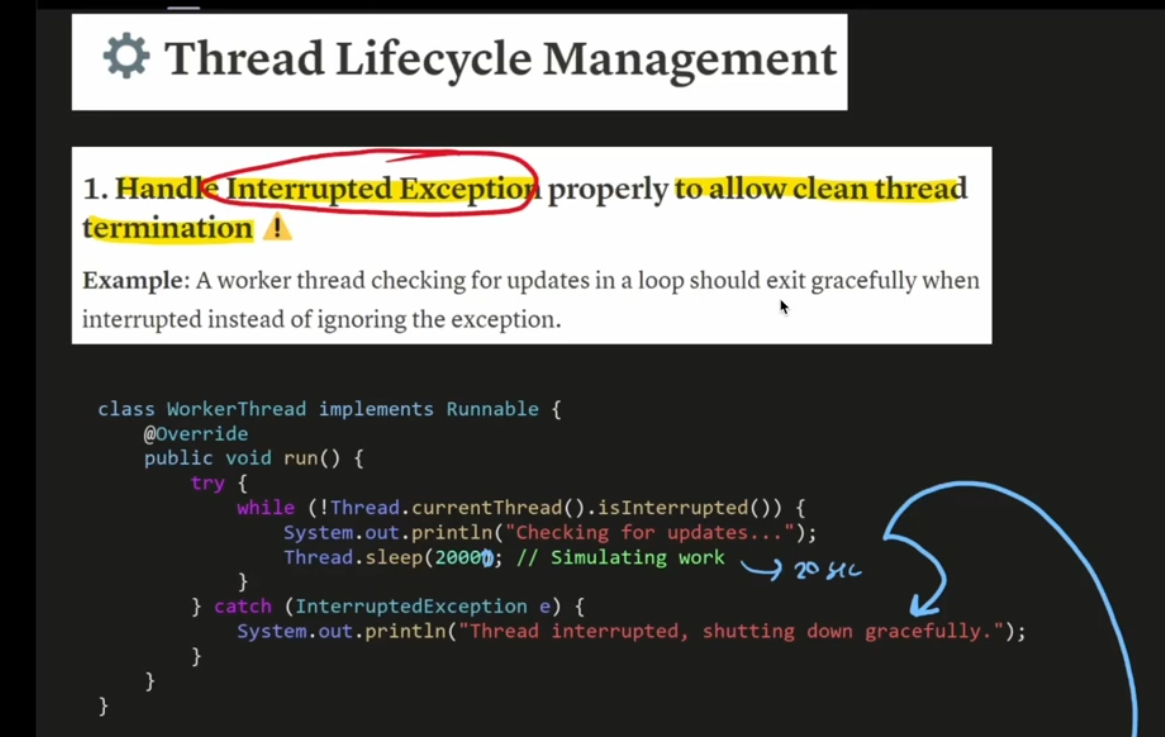 Thread Lifecycle Management
1. Handle Interrupted Exception properly to allow clean thread
termination
Example: A worker thread checking for updates in a loop should exit gracefully when
interrupted instead of ignoring the exception.
class WorkerThread implements Runnable {
@Override
public void run() {
try {
while (!Thread.currentThread().isInterrupted()) {
System.out.println("Checking for updates...");
Thread.sleep(20000); // Simulating work
20 sec
}
} catch (InterruptedException e) {
System.out.println("Thread interrupted, shutting down gracefully.");
}
}
}